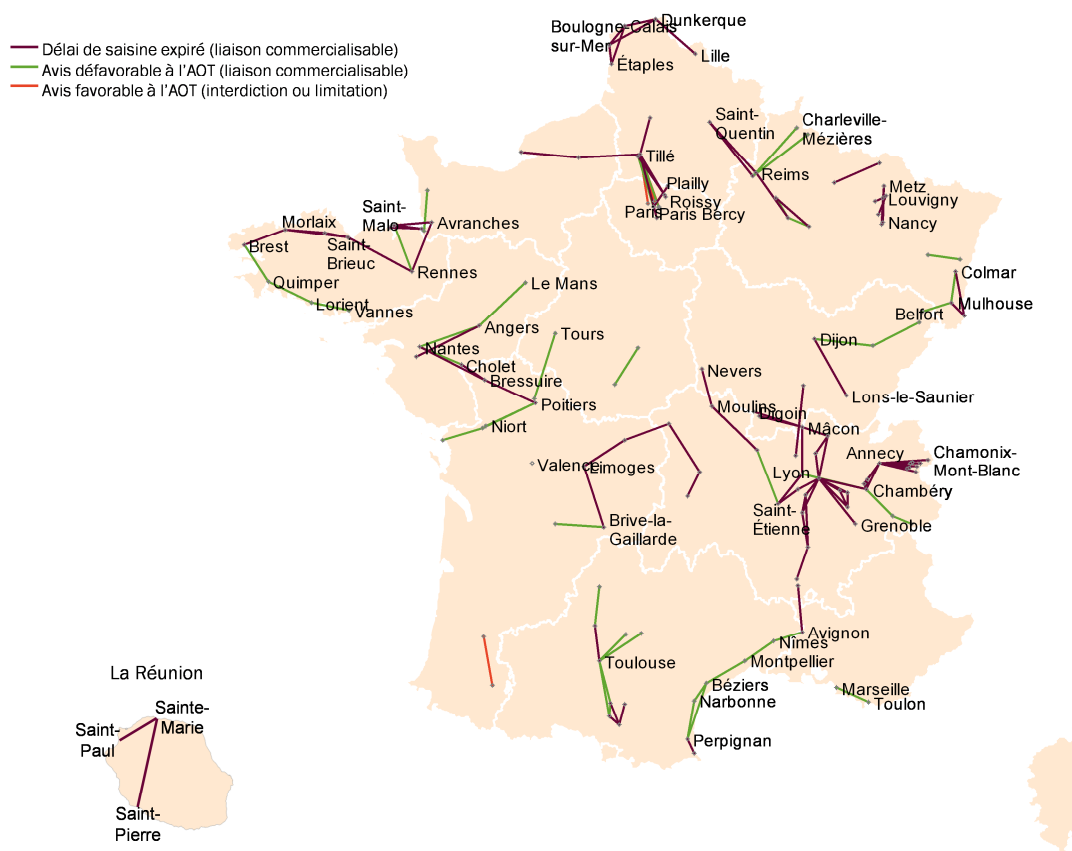 Délai de saisine expiré (liaison commercialisable)
Avis défavorable à l'AOT (liaison commercialisable)
Avis favorable à l'AOT (interdiction ou limitation)
Dunkerque
Boulogne-
sur-Mer
Calais
Lille
Étaples
Saint-
Quentin
Charleville-
Mézières
Tillé
Reims
Plailly
Roissy
Paris
Paris Bercy
Metz
Louvigny
Nancy
Saint-
Malo
Avranches
Morlaix
Brest
Saint-
Brieuc
Rennes
Quimper
Lorient
Vannes
Le Mans
Colmar
Mulhouse
Belfort
Angers
Tours
Nantes
Dijon
Cholet
Bressuire
Nevers
Poitiers
Moulins
Digoin
Lons-le-Saunier
Niort
Mâcon
Valence
Limoges
Annecy
Chamonix-
Mont-Blanc
Lyon
Chambéry
Saint-
Étienne
Grenoble
Brive-la-
Gaillarde
Avignon
Nîmes
Toulouse
Montpellier
Béziers
Narbonne
Marseille
Toulon
Perpignan
La Réunion
Sainte-
Marie
Saint-
Paul
Saint-
Pierre